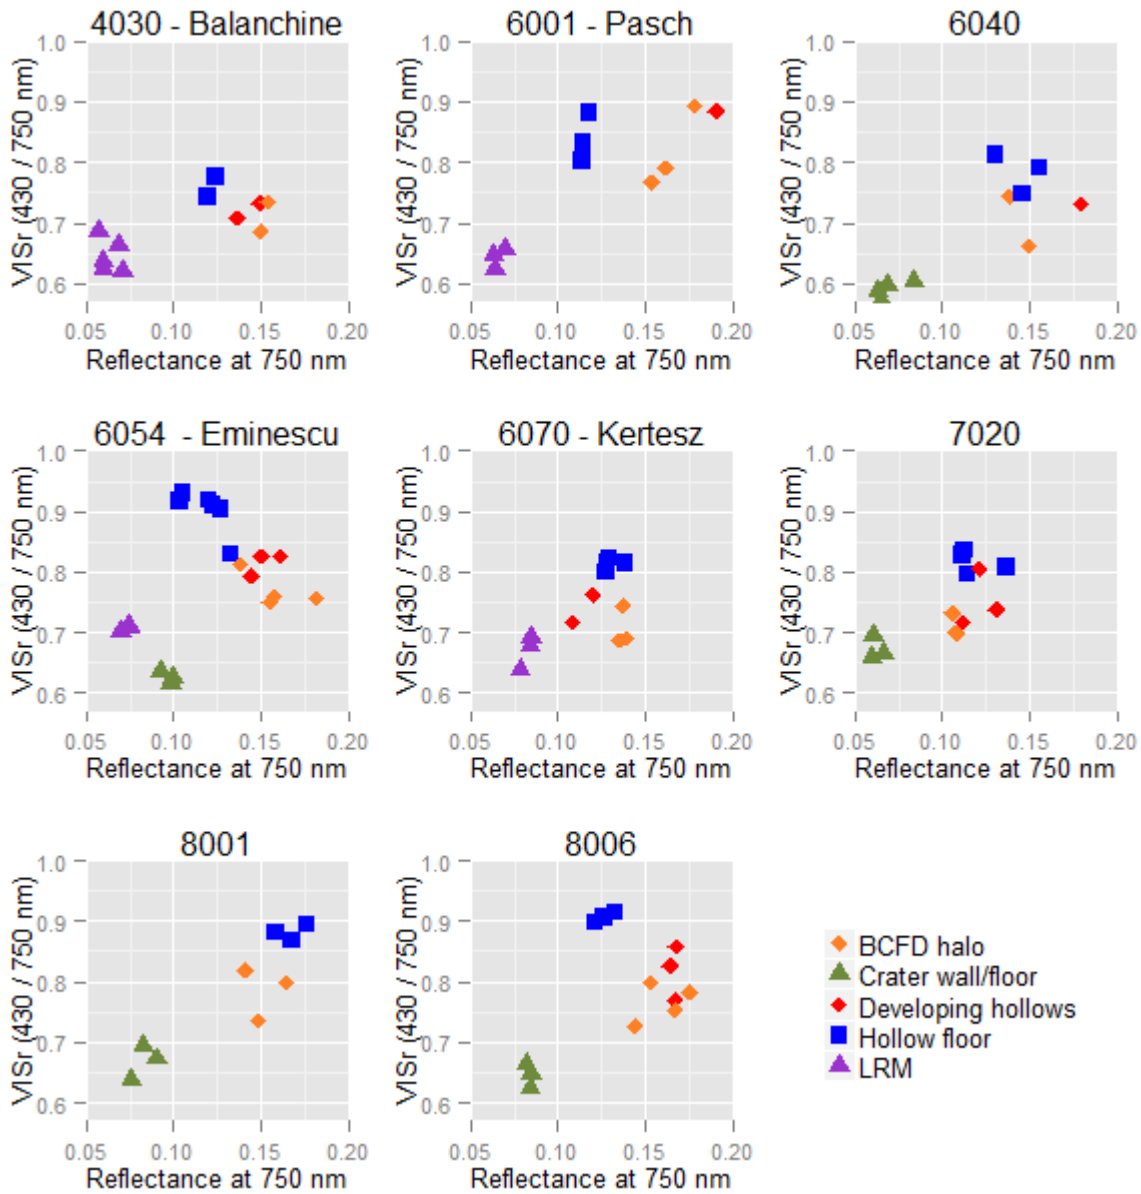 4030 - Balanchine
VISr (430 / 750 nm)
1.0
0.9
0.8
0.7
0.6
0.05 0.10 0.15 0.20
Reflectance at 750 nm
6001 - Pasch
VISr (430 / 750 nm)
1.0
0.9
0.8
0.7
0.6
0.05 0.10 0.15 0.20
Reflectance at 750 nm
6040
VISr (430 / 750 nm)
1.0
0.9
0.8
0.7
0.6
0.05 0.10 0.15 0.20
Reflectance at 750 nm
6054 - Eminescu
VISr (430 / 750 nm)
1.0
0.9
0.8
0.7
0.6
0.05 0.10 0.15 0.20
Reflectance at 750 nm
6070 - Kertesz
VISr (430 / 750 nm)
1.0
0.9
0.8
0.7
0.6
0.05 0.10 0.15 0.20
Reflectance at 750 nm
7020
VISr (430 / 750 nm)
1.0
0.9
0.8
0.7
0.6
0.05 0.10 0.15 0.20
Reflectance at 750 nm
8001
VISr (430 / 750 nm)
1.0
0.9
0.8
0.7
0.6
0.05 0.10 0.15 0.20
Reflectance at 750 nm
8006
VISr (430 / 750 nm)
1.0
0.9
0.8
0.7
0.6
0.05 0.10 0.15 0.20
Reflectance at 750 nm
BCFD halo
Crater wall/floor
Developing hollows
Hollow floor
LRM